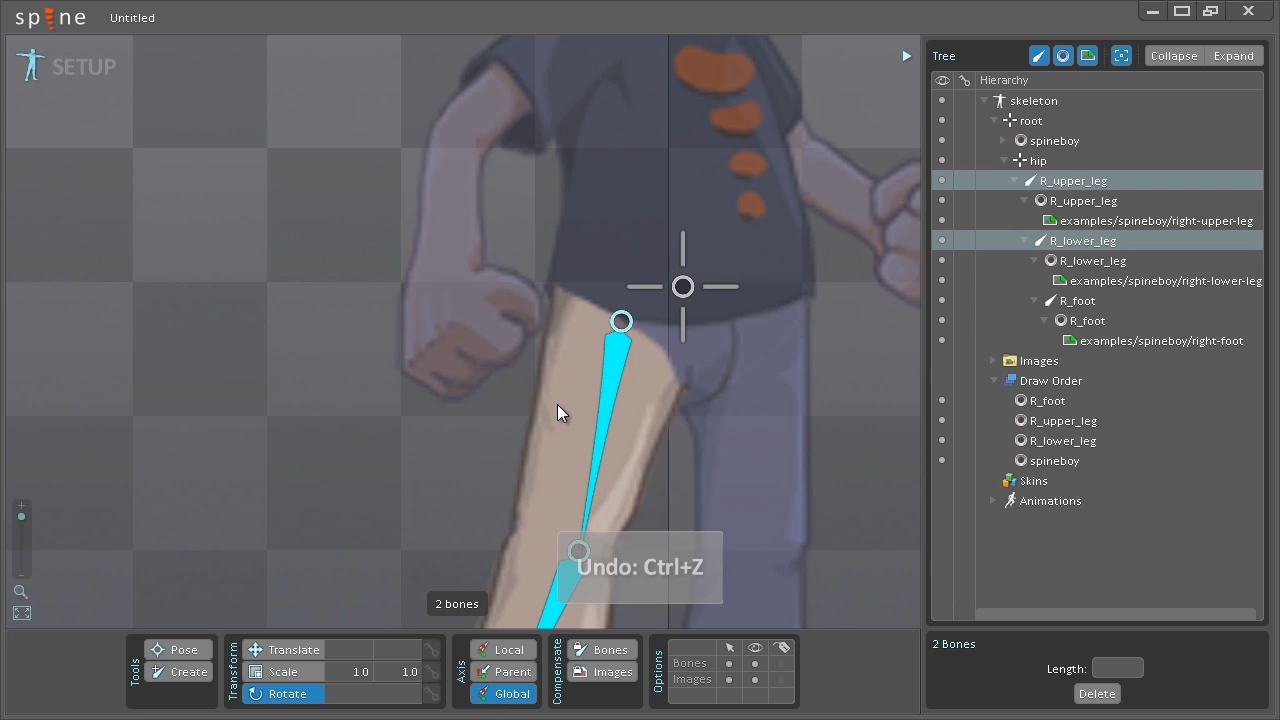 spine
Untitled
SETUP
Tree
Collapse
Expand
Hierarchy
skeleton
root
spineboy
hip
R_upper_leg
R_upper_leg
examples/spineboy/right-upper-leg
R_lower_leg
R_lower_leg
examples/spineboy/right-lower-leg
R_foot
R_foot
examples/spineboy/right-foot
Images
Draw Order
R_foot
R_upper_leg
R_lower_leg
spineboy
Skins
Animations
Undo: Ctrl+Z
2 bones
Tools
Pose
Create
Transform
Translate
Scale 1.0 1.0
Rotate
Axis
Local
Parent
Global
Compensate
Bones
Images
Options
Bones
Images
2 Bones
Length:
Delete